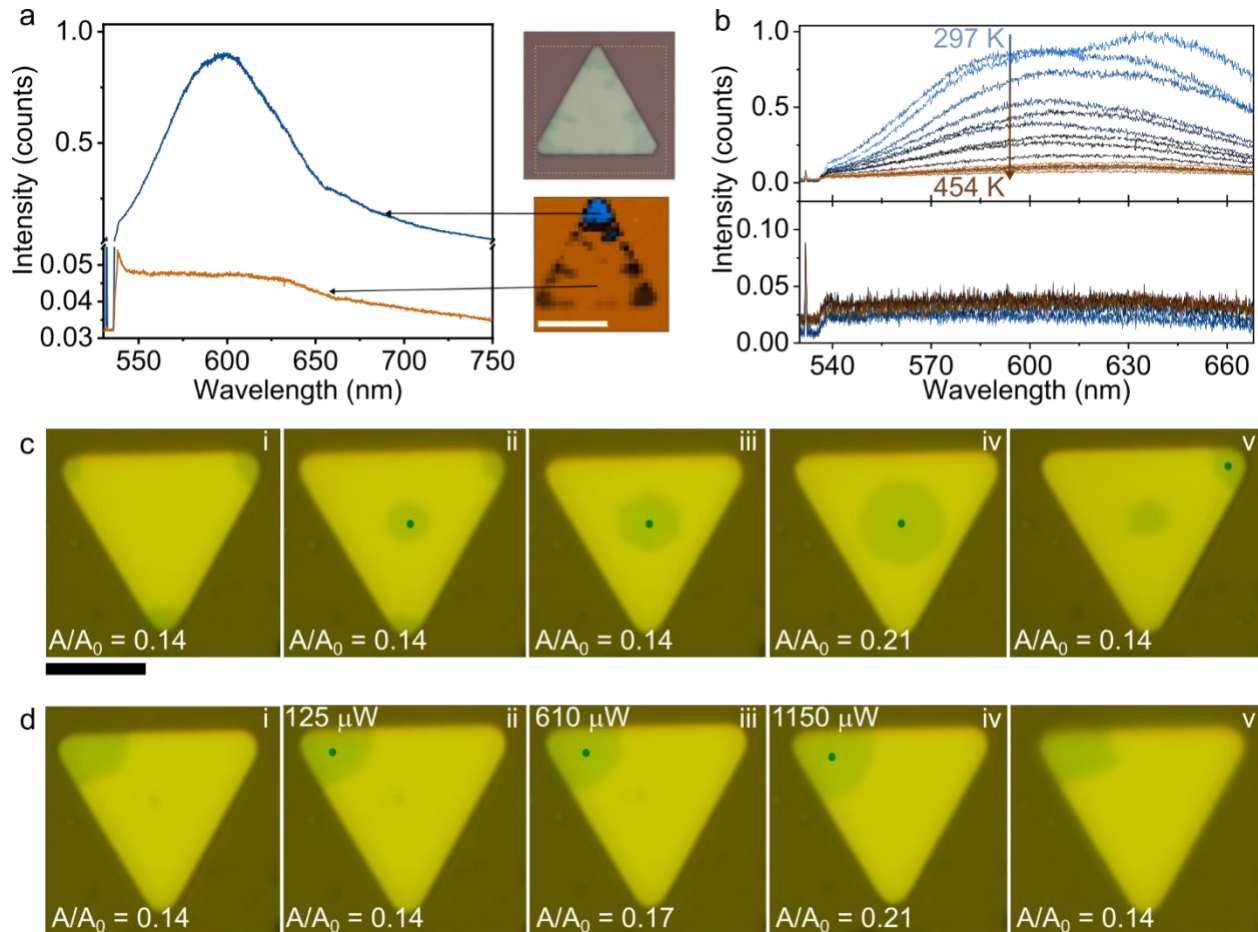 a
Intensity (counts)
1.0
0.5
0.05
0.04
0.03
550 600 650 700 750
Wavelength (nm)
b
Intensity (counts)
1.0
0.5
0.0
0.10
0.05
0.00
297 K
454 K
540 570 600 630 660
Wavelength (nm)
c
i ii iii iv v
A/A₀ = 0.14 A/A₀ = 0.14 A/A₀ = 0.14 A/A₀ = 0.21 A/A₀ = 0.14
d
i 125 μW ii 610 μW iii 1150 μW iv v
A/A₀ = 0.14 A/A₀ = 0.14 A/A₀ = 0.17 A/A₀ = 0.21 A/A₀ = 0.14